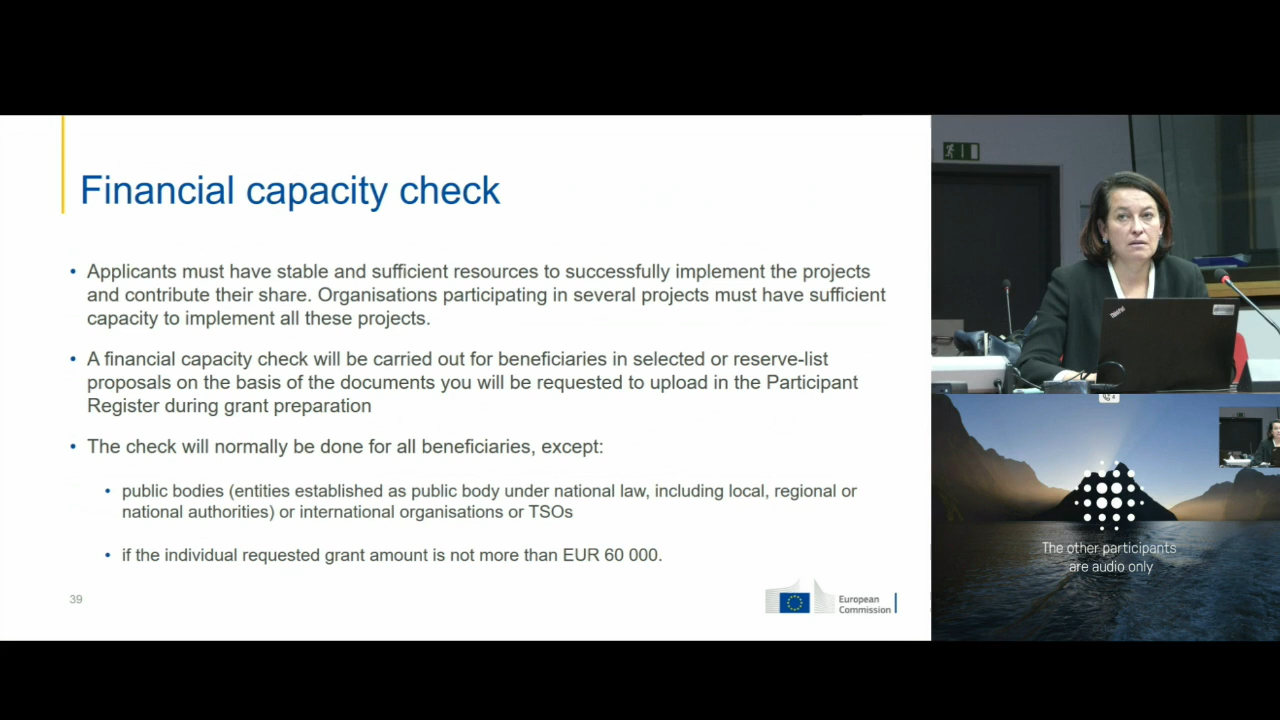 Financial capacity check
• Applicants must have stable and sufficient resources to successfully implement the projects
and contribute their share. Organisations participating in several projects must have sufficient
capacity to implement all these projects.
• A financial capacity check will be carried out for beneficiaries in selected or reserve-list
proposals on the basis of the documents you will be requested to upload in the Participant
Register during grant preparation
• The check will normally be done for all beneficiaries, except:
• public bodies (entities established as public body under national law, including local, regional or
national authorities) or international organisations or TSOs
• if the individual requested grant amount is not more than EUR 60 000.
39
European
Commission
ThinkPad
The other participants
are audio only